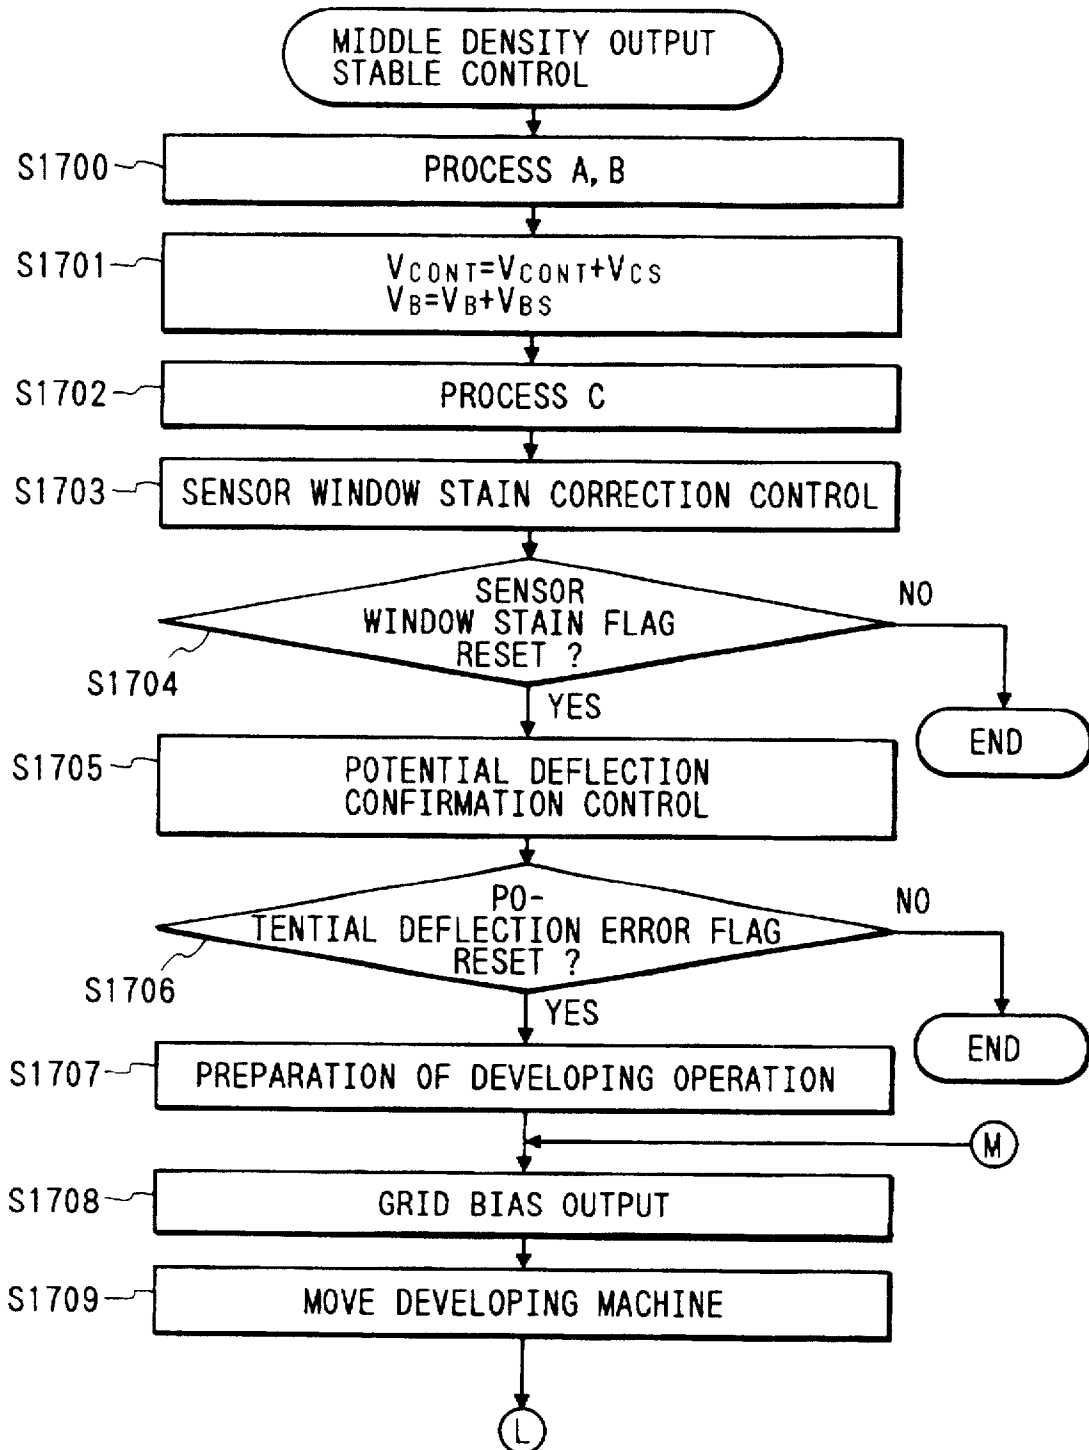 MIDDLE DENSITY OUTPUT
STABLE CONTROL
S1700
PROCESS A, B
S1701
VCONT=VCONT+VCS
VB=VB+VBS
S1702
PROCESS C
S1703
SENSOR WINDOW STAIN CORRECTION CONTROL
SENSOR
WINDOW STAIN FLAG
RESET ?
NO
S1704
YES
END
S1705
POTENTIAL DEFLECTION
CONFIRMATION CONTROL
PO-
TENTIAL DEFLECTION ERROR FLAG
RESET ?
NO
S1706
YES
END
S1707
PREPARATION OF DEVELOPING OPERATION
M
S1708
GRID BIAS OUTPUT
S1709
MOVE DEVELOPING MACHINE
L